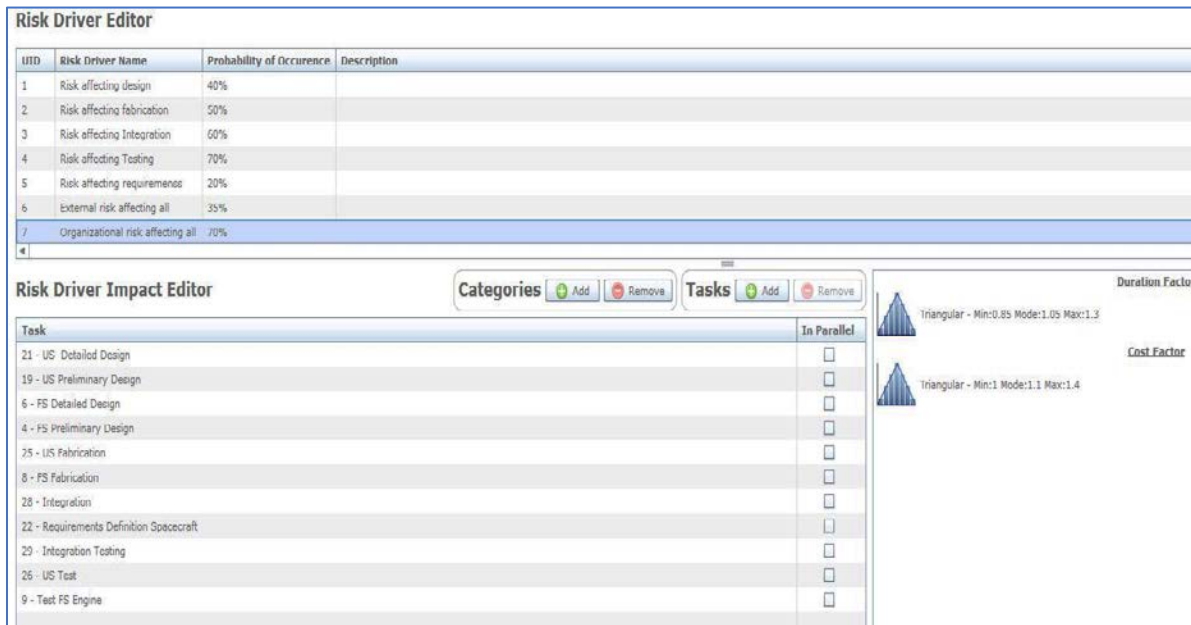 Risk Driver Editor
UID Risk Driver Name Probability of Occurence Description
1 Risk affecting design 40%
2 Risk affecting fabrication 50%
3 Risk affecting Integration 60%
4 Risk affecting Testing 70%
5 Risk affecting requirements 20%
6 External risk affecting all 35%
7 Organizational risk affecting all 70%
Risk Driver Impact Editor
Categories Add Remove Tasks Add Remove
Task In Parallel
21 - US Detailed Design
19 - US Preliminary Design
6 - FS Detailed Design
4 - FS Preliminary Design
25 - US Fabrication
8 - FS Fabrication
28 - Integration
22 - Requirements Definition Spacecraft
29 - Integration Testing
26 - US Test
9 - Test FS Engine
Duration Facto
Triangular - Min:0.85 Mode:1.05 Max:1.3
Cost Factor
Triangular - Min:1 Mode:1.1 Max:1.4